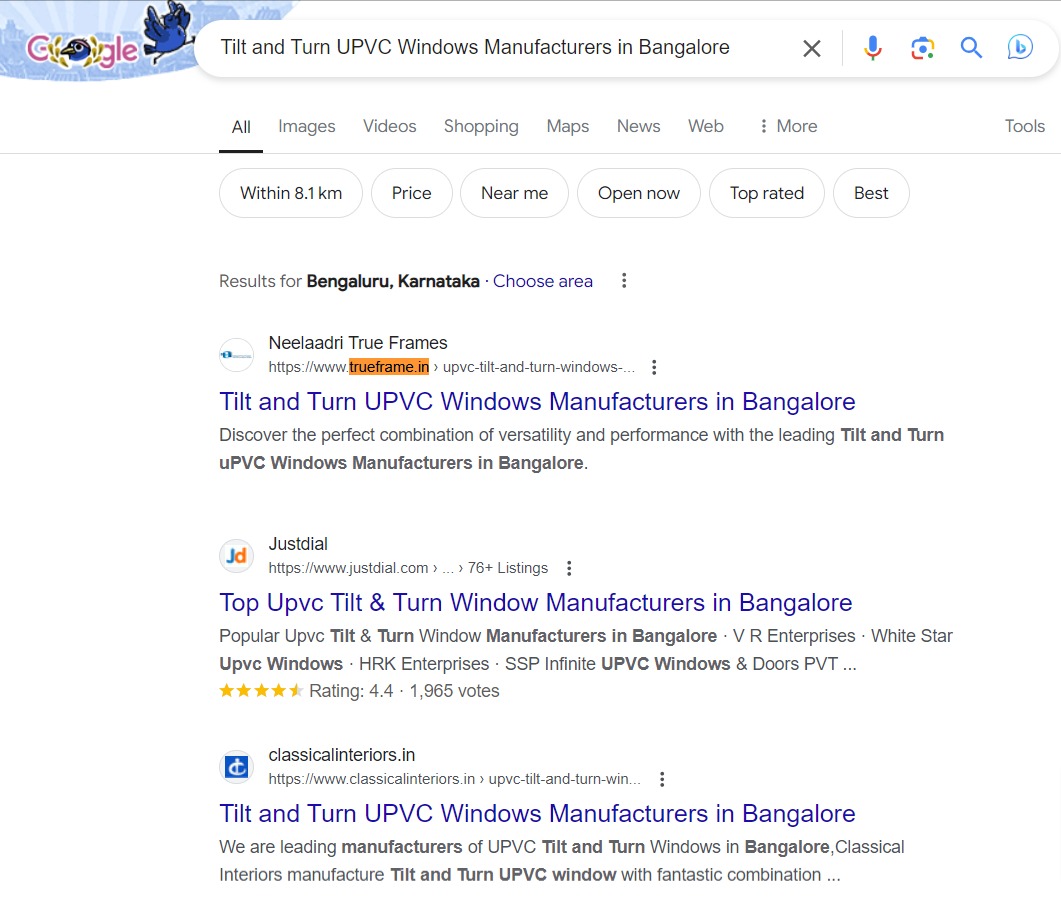 Google
Tilt and Turn UPVC Windows Manufacturers in Bangalore
All Images Videos Shopping Maps News Web More Tools
Within 8.1 km Price Near me Open now Top rated Best
Results for Bengaluru, Karnataka · Choose area
Neelaadri True Frames
https://www.trueframe.in › upvc-tilt-and-turn-windows-...
Tilt and Turn UPVC Windows Manufacturers in Bangalore
Discover the perfect combination of versatility and performance with the leading Tilt and Turn
uPVC Windows Manufacturers in Bangalore.
Jd
Justdial
https://www.justdial.com › ... › 76+ Listings
Top Upvc Tilt & Turn Window Manufacturers in Bangalore
Popular Upvc Tilt & Turn Window Manufacturers in Bangalore · V R Enterprises · White Star
Upvc Windows · HRK Enterprises · SSP Infinite UPVC Windows & Doors PVT ...
Rating: 4.4 · 1,965 votes
classicalinteriors.in
https://www.classicalinteriors.in › upvc-tilt-and-turn-win...
Tilt and Turn UPVC Windows Manufacturers in Bangalore
We are leading manufacturers of UPVC Tilt and Turn Windows in Bangalore,Classical
Interiors manufacture Tilt and Turn UPVC window with fantastic combination ...